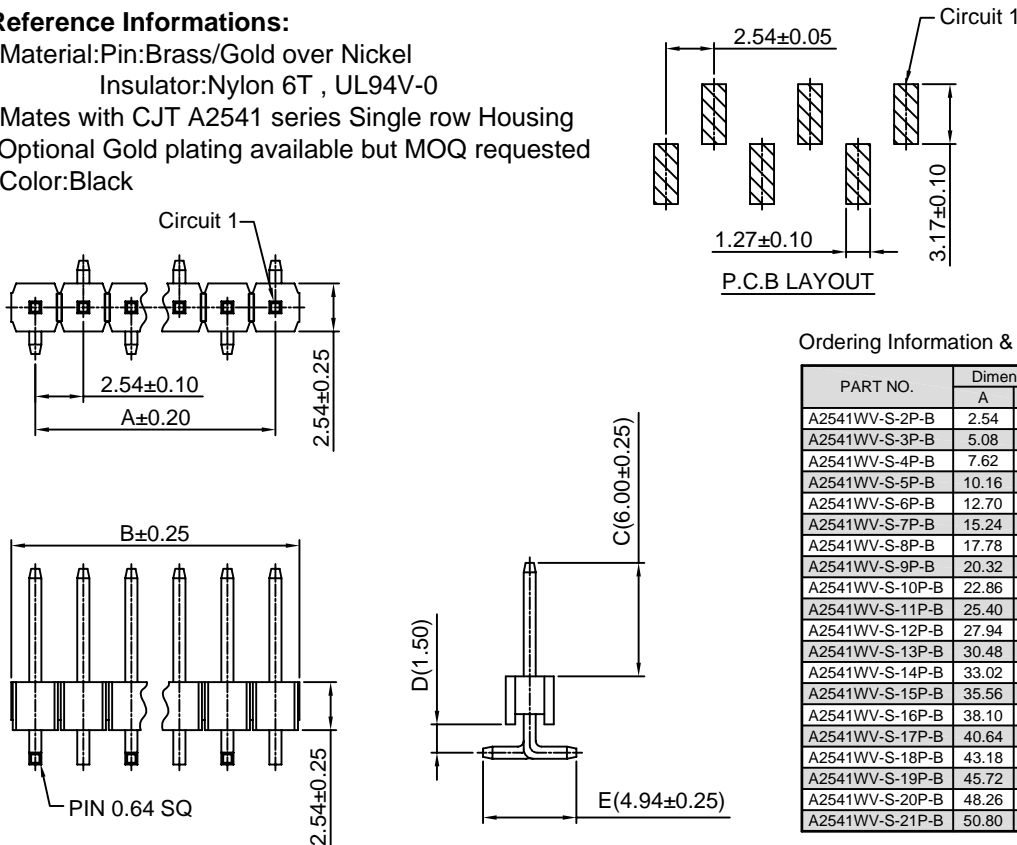 Reference Informations:
Material:Pin:Brass/Gold over Nickel
Insulator:Nylon 6T , UL94V-0
Mates with CJT A2541 series Single row Housing
Optional Gold plating available but MOQ requested
Color:Black
2.54±0.05
Circuit 1
1.27±0.10
3.17±0.10
P.C.B LAYOUT
Circuit 1
2.54±0.10
A±0.20
2.54±0.25
B±0.25
PIN 0.64 SQ
2.54±0.25
C(6.00±0.25)
D(1.50)
E(4.94±0.25)
Ordering Information &
PART NO. Dimen
A
A2541WV-S-2P-B 2.54
A2541WV-S-3P-B 5.08
A2541WV-S-4P-B 7.62
A2541WV-S-5P-B 10.16
A2541WV-S-6P-B 12.70
A2541WV-S-7P-B 15.24
A2541WV-S-8P-B 17.78
A2541WV-S-9P-B 20.32
A2541WV-S-10P-B 22.86
A2541WV-S-11P-B 25.40
A2541WV-S-12P-B 27.94
A2541WV-S-13P-B 30.48
A2541WV-S-14P-B 33.02
A2541WV-S-15P-B 35.56
A2541WV-S-16P-B 38.10
A2541WV-S-17P-B 40.64
A2541WV-S-18P-B 43.18
A2541WV-S-19P-B 45.72
A2541WV-S-20P-B 48.26
A2541WV-S-21P-B 50.80